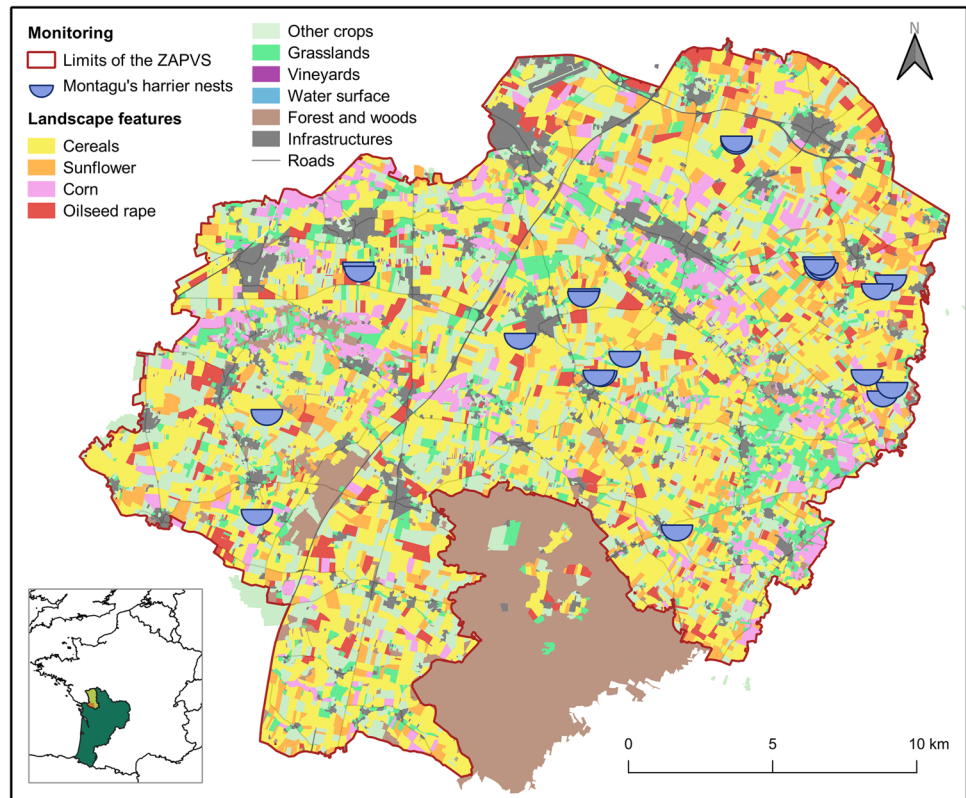 Monitoring
Limits of the ZAPVS
Montagu's harrier nests
Landscape features
Cereals
Sunflower
Corn
Oilseed rape
Other crops
Grasslands
Vineyards
Water surface
Forest and woods
Infrastructures
Roads
N
0 5 10 km